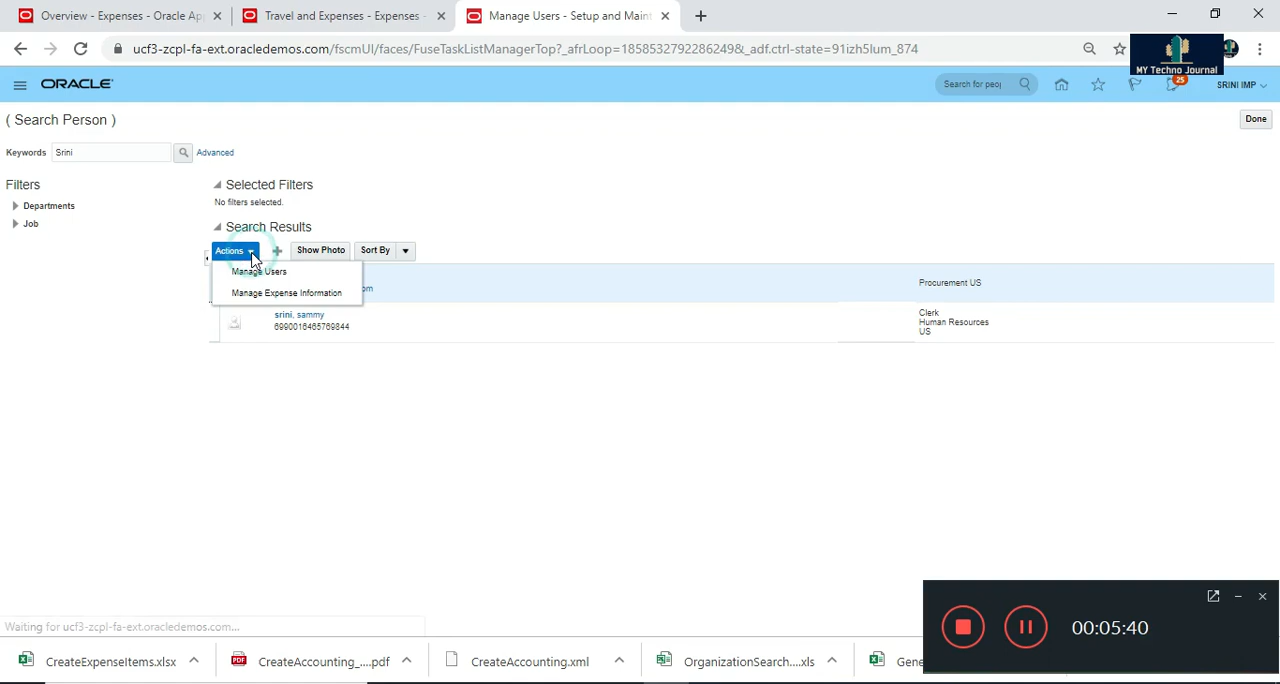 Overview - Expenses - Oracle Ap
Travel and Expenses - Expenses
Manage Users - Setup and Maint
ucf3-zcpl-fa-ext.oracledemos.com/fscmUI/faces/FuseTaskListManagerTop?_afrLoop=18585327922862498&_adf.ctrl-state=91izh5lum_874
MY Techno Journal
ORACLE
Search for peo
25
SRINI IMP
( Search Person )
Done
Keywords
Srini
Advanced
Filters
Departments
Job
Selected Filters
No filters selected.
Search Results
Actions
Show Photo
Sort By
Manage Users
Manage Expense Information
om
Procurement US
srini, sammy
6990016465769844
Clerk
Human Resources
US
Waiting for ucf3-zcpl-fa-ext.oracledemos.com...
00:05:40
CreateExpenseItems.xlsx
CreateAccounting_....pdf
CreateAccounting.xml
OrganizationSearch....xls
Gene